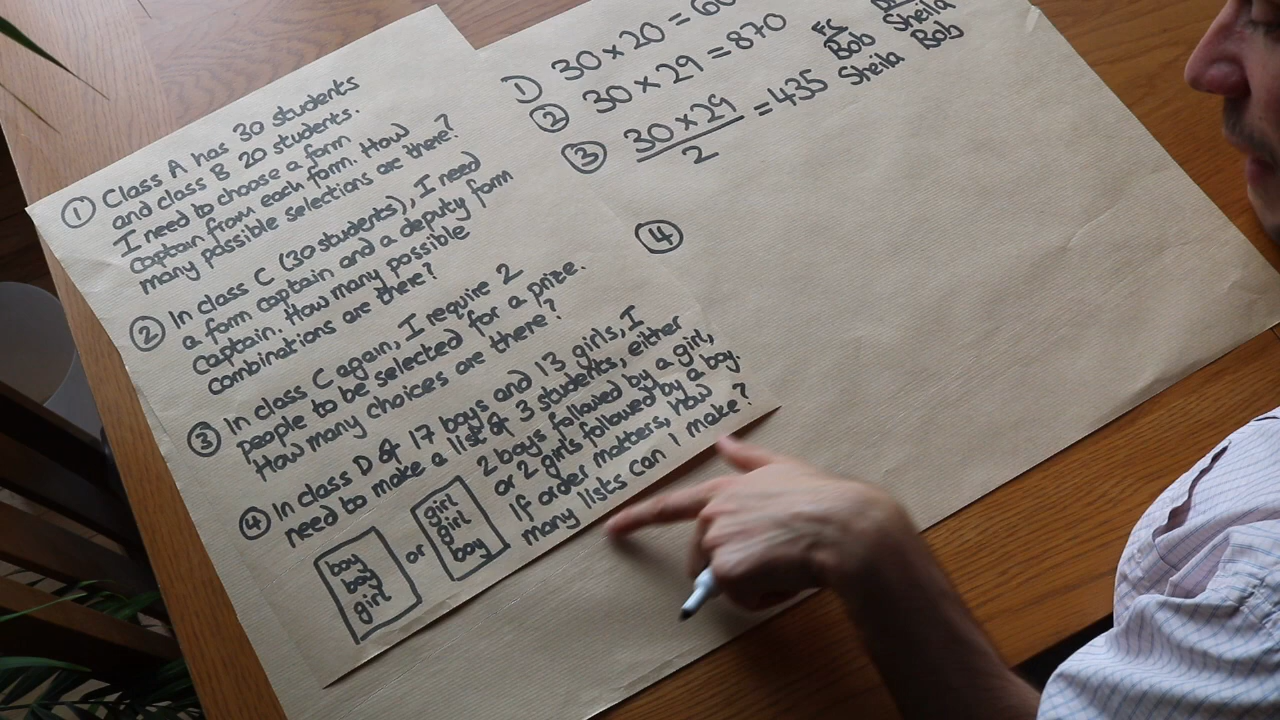 ① Class A has 30 students
and class B 20 students.
I need to choose a form
captain from each form. How
many possible selections are there?
② In class C (30 students), I need
a form captain and a deputy form
captain. How many possible
combinations are there?
③ In class C again, I require 2
people to be selected for a prize.
How many choices are there?
④ In class D of 17 boys and 13 girls, I
need to make a list of 3 students, either
2 boys followed by a girl,
or 2 girls followed by a boy.
If order matters, how
many lists can I make?
boy
boy
girl
or
girl
girl
boy
1) 30 × 20 = 60
② 30 × 29 = 870
③ 30 × 29
2
= 435
FC
Bob Sheila
Sheila Bob
④